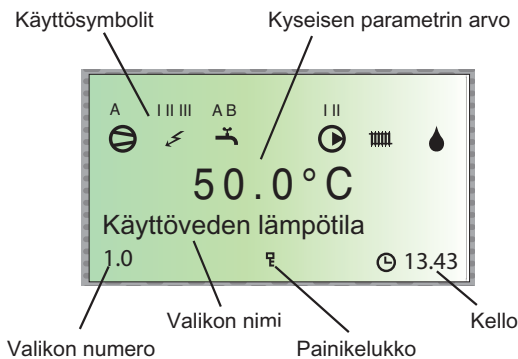 Käyttösymbolit Kyseisen parametrin arvo
A I II III A B I II
50.0°C
Käyttöveden lämpötila
1.0 13.43
Valikon nimi Kello
Valikon numero Painikelukko